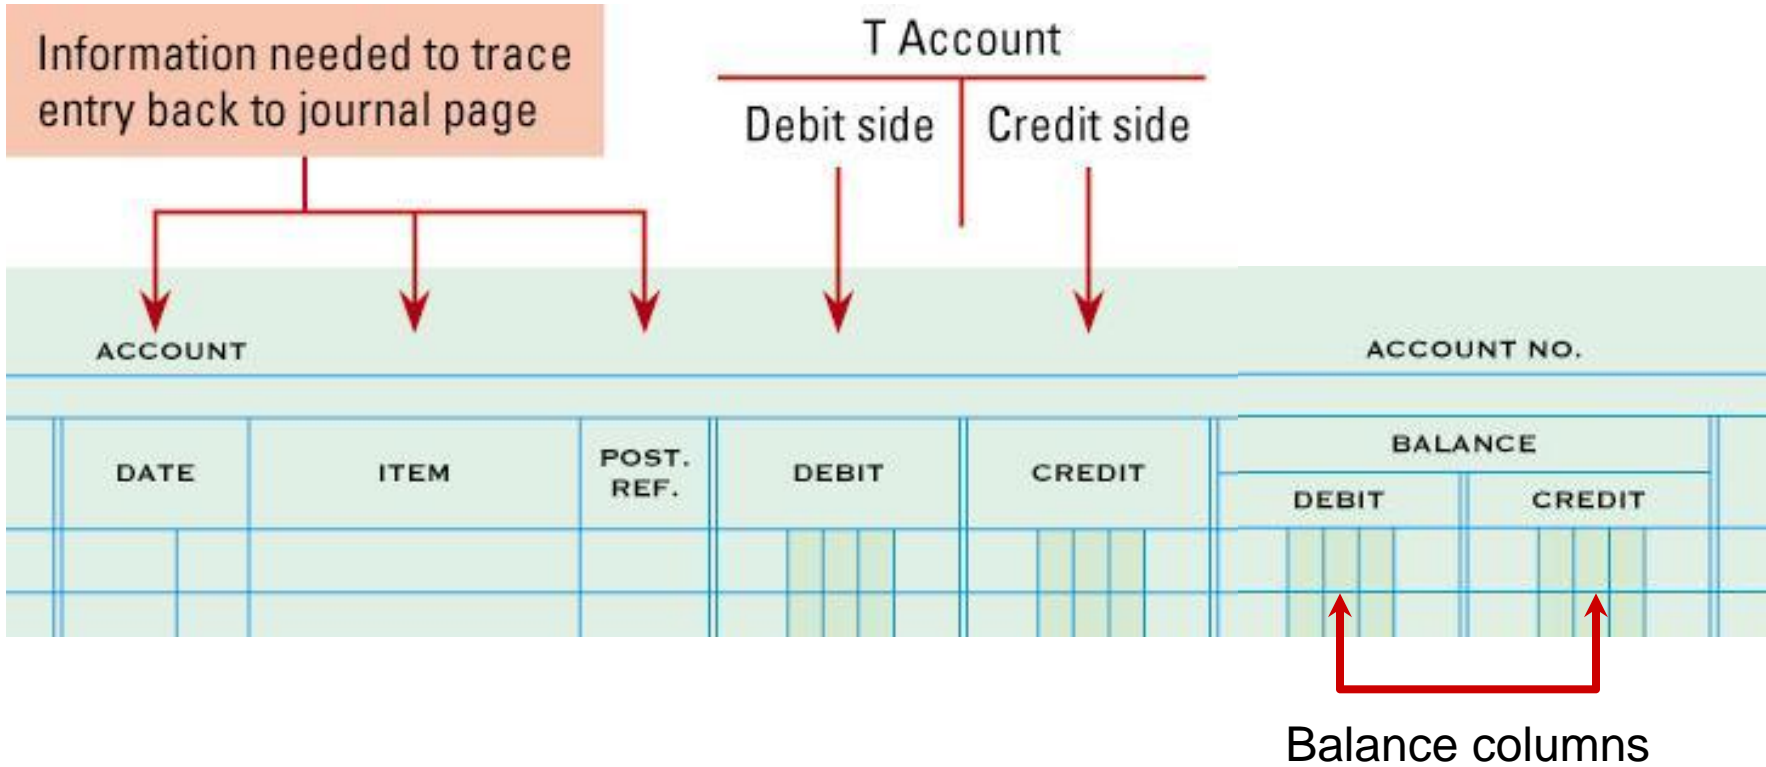 Information needed to trace
entry back to journal page
T Account
Debit side
Credit side
ACCOUNT
ACCOUNT NO.
DATE
ITEM
POST.
REF.
DEBIT
CREDIT
BALANCE
DEBIT
CREDIT
Balance columns